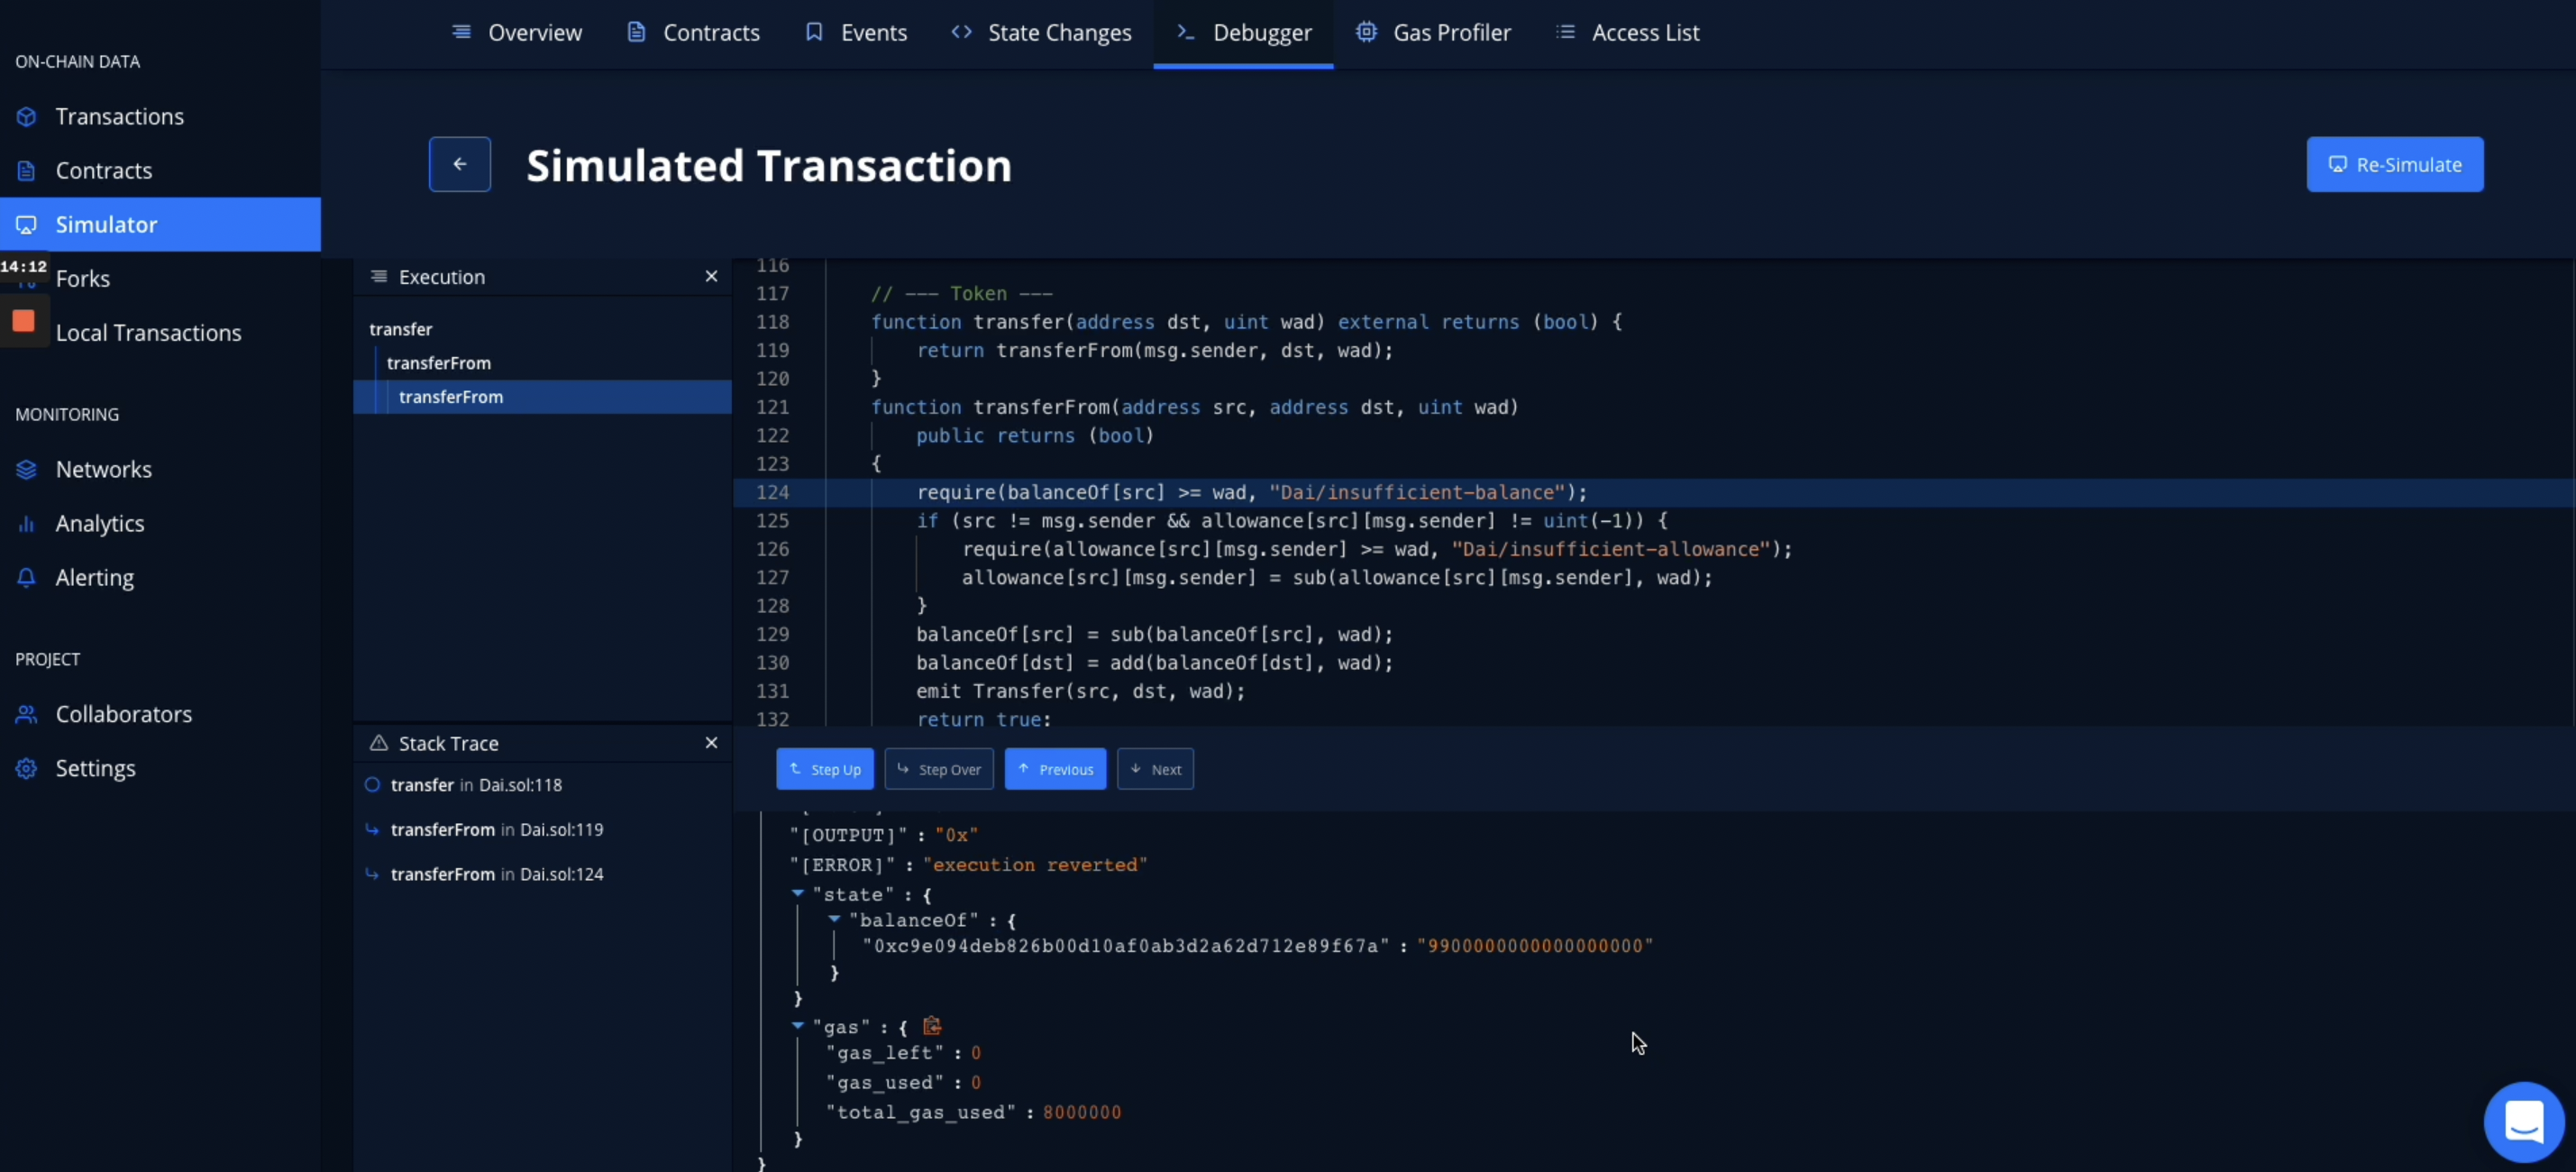 Overview
Contracts
Events
State Changes
Debugger
Gas Profiler
Access List
ON-CHAIN DATA
Transactions
Contracts
Simulator
14:12
Forks
Local Transactions
MONITORING
Networks
Analytics
Alerting
PROJECT
Collaborators
Settings
Simulated Transaction
Re-Simulate
Execution
transfer
transferFrom
transferFrom
Stack Trace
transfer in Dai.sol:118
transferFrom in Dai.sol:119
transferFrom in Dai.sol:124
116
117 // --- Token ---
118 function transfer(address dst, uint wad) external returns (bool) {
119 return transferFrom(msg.sender, dst, wad);
120 }
121 function transferFrom(address src, address dst, uint wad)
122 public returns (bool)
123 {
124 require(balanceOf[src] >= wad, "Dai/insufficient-balance");
125 if (src != msg.sender && allowance[src][msg.sender] != uint(-1)) {
126 require(allowance[src][msg.sender] >= wad, "Dai/insufficient-allowance");
127 allowance[src][msg.sender] = sub(allowance[src][msg.sender], wad);
128 }
129 balanceOf[src] = sub(balanceOf[src], wad);
130 balanceOf[dst] = add(balanceOf[dst], wad);
131 emit Transfer(src, dst, wad);
132 return true;
Step Up
Step Over
Previous
Next
"[OUTPUT]" : "0x"
"[ERROR]" : "execution reverted"
"state" : {
"balanceOf" : {
"0xc9e094deb826b00d10af0ab3d2a62d712e89f67a" : "9900000000000000000"
}
}
"gas" : {
"gas_left" : 0
"gas_used" : 0
"total_gas_used" : 8000000
}
}